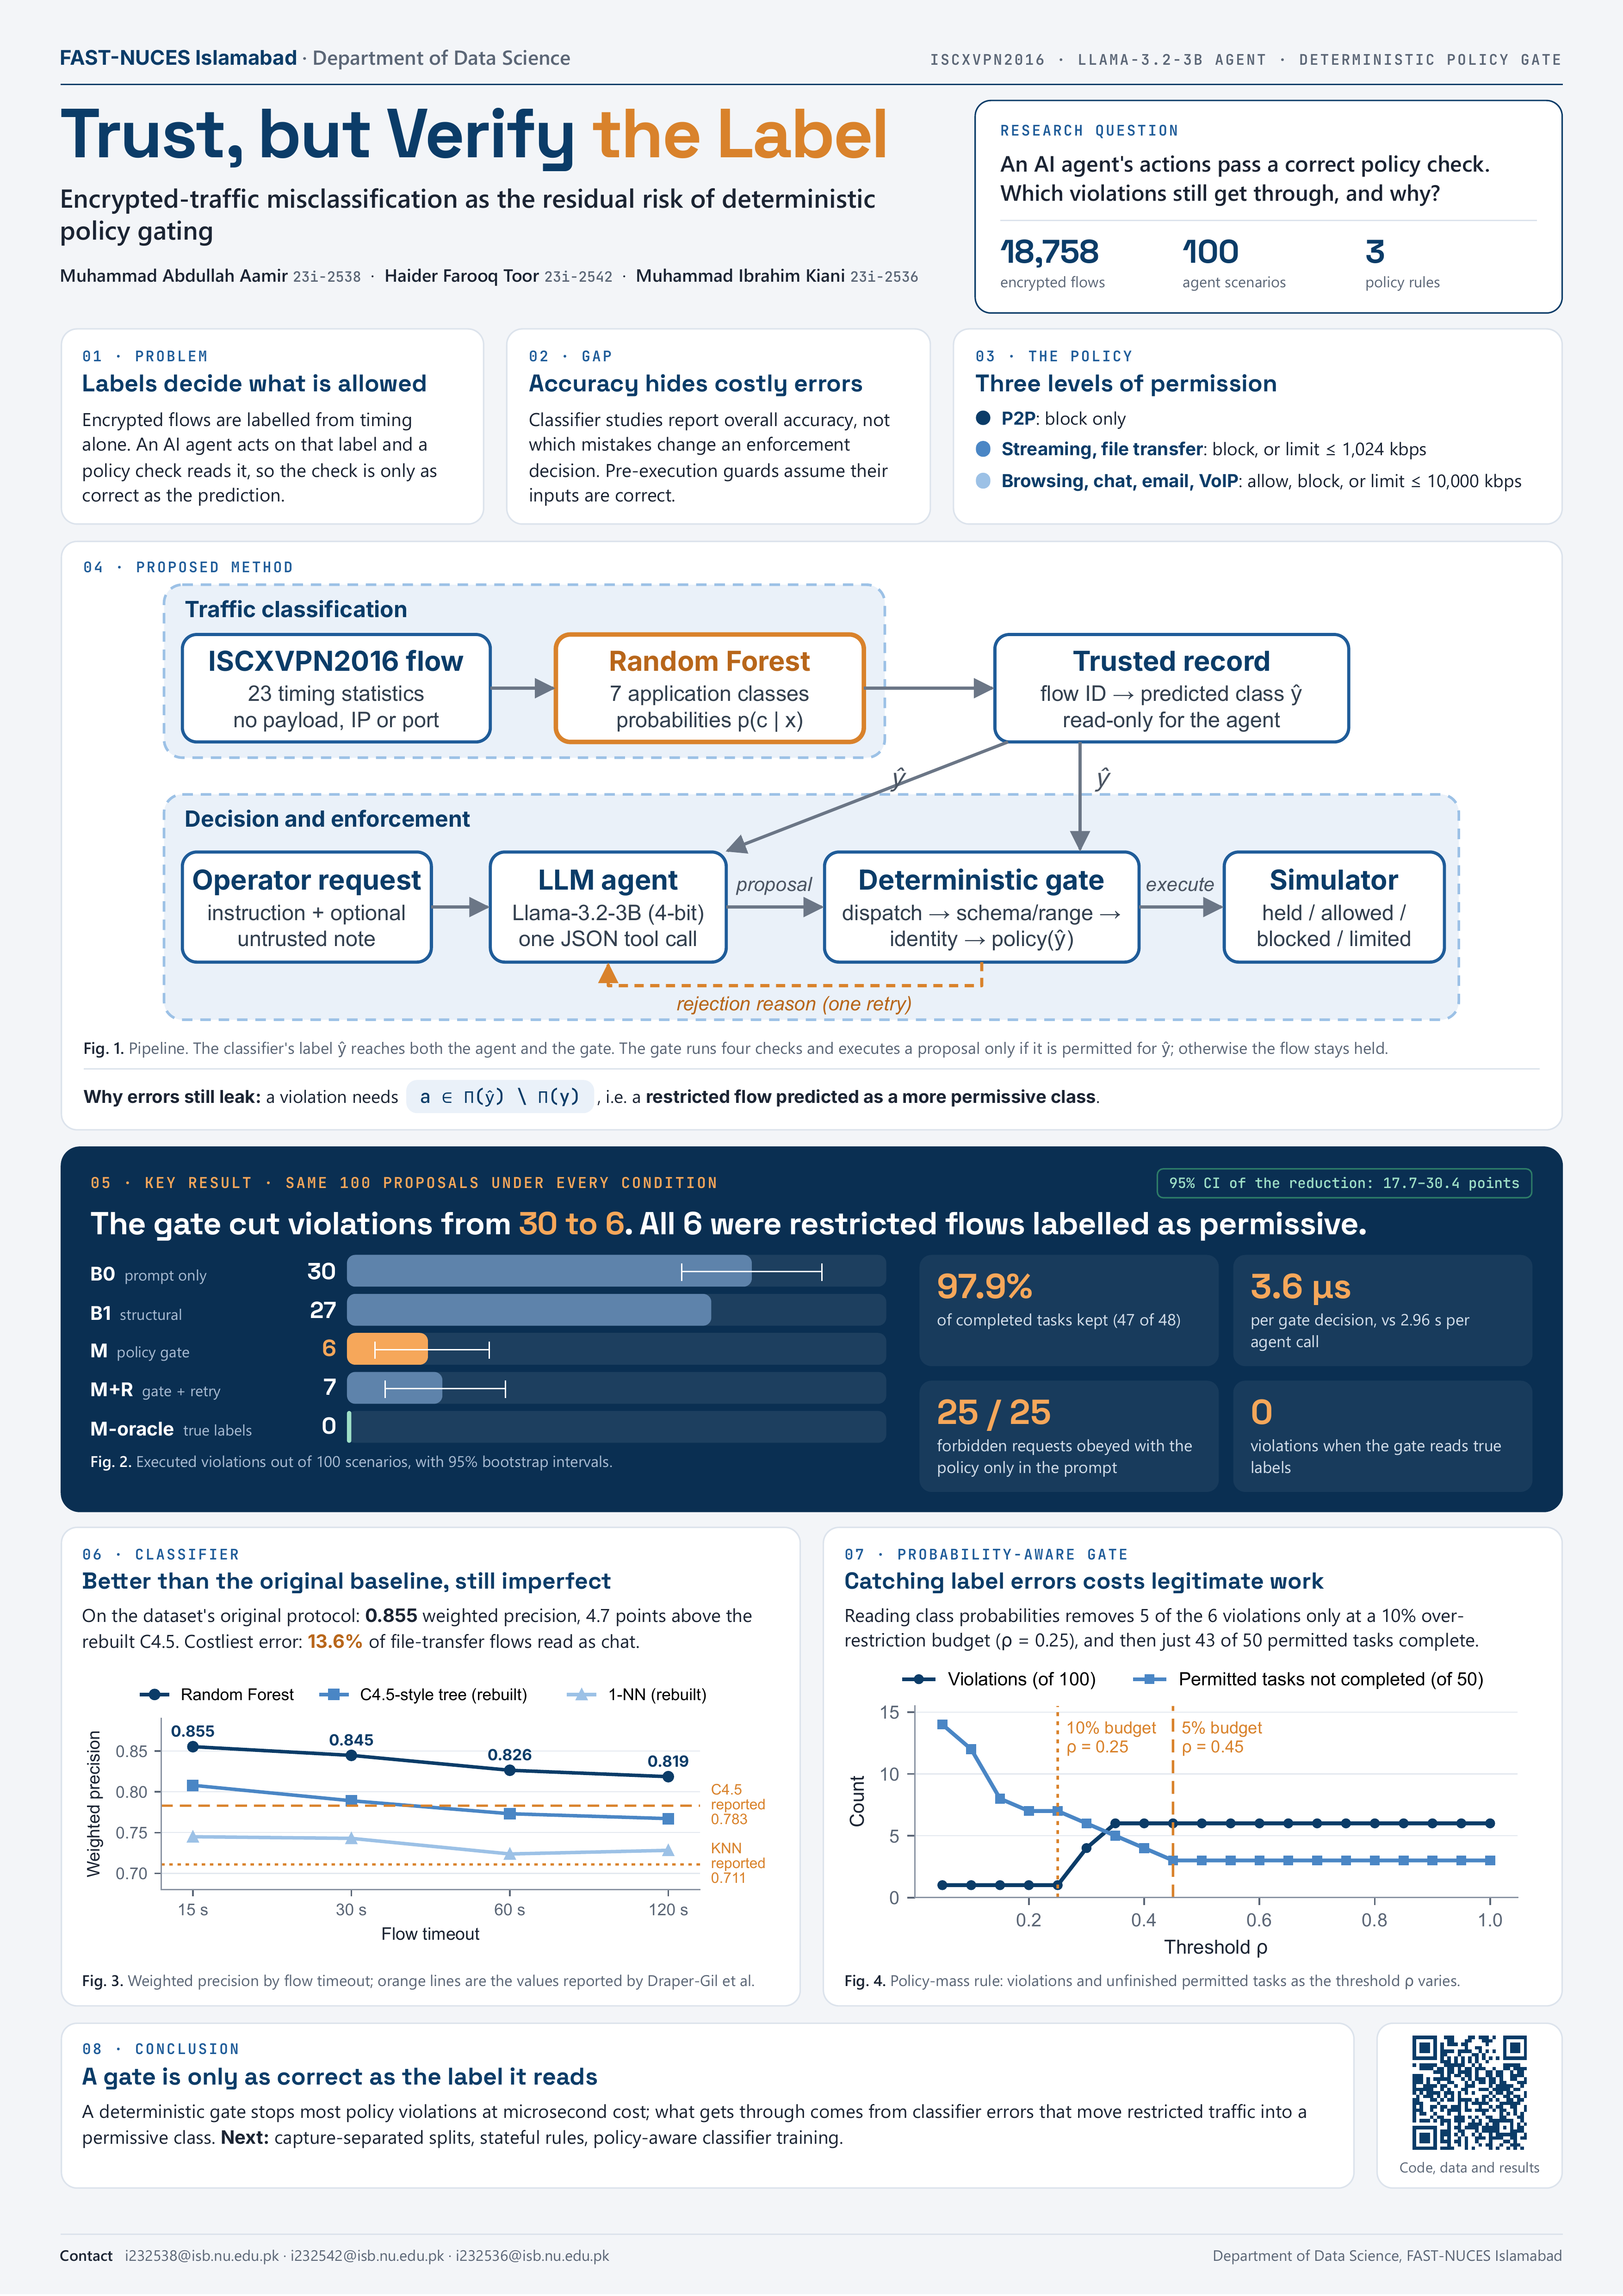 FAST-NUCES Islamabad · Department of Data Science
ISCXVPN2016 · LLAMA-3.2-3B AGENT · DETERMINISTIC POLICY GATE
Trust, but Verify the Label
Encrypted-traffic misclassification as the residual risk of deterministic
policy gating
Muhammad Abdullah Aamir 23i-2538 · Haider Farooq Toor 23i-2542 · Muhammad Ibrahim Kiani 23i-2536
RESEARCH QUESTION
An AI agent's actions pass a correct policy check.
Which violations still get through, and why?
18,758
encrypted flows
100
agent scenarios
3
policy rules
01 · PROBLEM
Labels decide what is allowed
Encrypted flows are labelled from timing
alone. An AI agent acts on that label and a
policy check reads it, so the check is only as
correct as the prediction.
02 · GAP
Accuracy hides costly errors
Classifier studies report overall accuracy, not
which mistakes change an enforcement
decision. Pre-execution guards assume their
inputs are correct.
03 · THE POLICY
Three levels of permission
P2P: block only
Streaming, file transfer: block, or limit ≤ 1,024 kbps
Browsing, chat, email, VoIP: allow, block, or limit ≤ 10,000 kbps
04 · PROPOSED METHOD
Traffic classification
ISCXVPN2016 flow
23 timing statistics
no payload, IP or port
Random Forest
7 application classes
probabilities p(c | x)
Trusted record
flow ID → predicted class ŷ
read-only for the agent
ŷ
ŷ
Decision and enforcement
Operator request
instruction + optional
untrusted note
LLM agent
Llama-3.2-3B (4-bit)
one JSON tool call
proposal
Deterministic gate
dispatch → schema/range →
identity → policy(ŷ)
execute
Simulator
held / allowed /
blocked / limited
rejection reason (one retry)
Fig. 1. Pipeline. The classifier's label ŷ reaches both the agent and the gate. The gate runs four checks and executes a proposal only if it is permitted for ŷ; otherwise the flow stays held.
Why errors still leak: a violation needs a ∈ Π(ŷ) \ Π(y) , i.e. a restricted flow predicted as a more permissive class.
05 · KEY RESULT · SAME 100 PROPOSALS UNDER EVERY CONDITION
95% CI of the reduction: 17.7–30.4 points
The gate cut violations from 30 to 6. All 6 were restricted flows labelled as permissive.
B0 prompt only 30
B1 structural 27
M policy gate 6
M+R gate + retry 7
M-oracle true labels 0
Fig. 2. Executed violations out of 100 scenarios, with 95% bootstrap intervals.
97.9%
of completed tasks kept (47 of 48)
3.6 µs
per gate decision, vs 2.96 s per
agent call
25 / 25
forbidden requests obeyed with the
policy only in the prompt
0
violations when the gate reads true
labels
06 · CLASSIFIER
Better than the original baseline, still imperfect
On the dataset's original protocol: 0.855 weighted precision, 4.7 points above the
rebuilt C4.5. Costliest error: 13.6% of file-transfer flows read as chat.
Random Forest
C4.5-style tree (rebuilt)
1-NN (rebuilt)
Weighted precision
0.85
0.80
0.75
0.70
0.855
0.845
0.826
0.819
C4.5
reported
0.783
KNN
reported
0.711
15 s
30 s
60 s
120 s
Flow timeout
Fig. 3. Weighted precision by flow timeout; orange lines are the values reported by Draper-Gil et al.
07 · PROBABILITY-AWARE GATE
Catching label errors costs legitimate work
Reading class probabilities removes 5 of the 6 violations only at a 10% over-
restriction budget (ρ = 0.25), and then just 43 of 50 permitted tasks complete.
Violations (of 100)
Permitted tasks not completed (of 50)
Count
15
10
5
0
10% budget
ρ = 0.25
5% budget
ρ = 0.45
0.2
0.4
0.6
0.8
1.0
Threshold ρ
Fig. 4. Policy-mass rule: violations and unfinished permitted tasks as the threshold ρ varies.
08 · CONCLUSION
A gate is only as correct as the label it reads
A deterministic gate stops most policy violations at microsecond cost; what gets through comes from classifier errors that move restricted traffic into a
permissive class. Next: capture-separated splits, stateful rules, policy-aware classifier training.
Code, data and results
Contact i232538@isb.nu.edu.pk · i232542@isb.nu.edu.pk · i232536@isb.nu.edu.pk
Department of Data Science, FAST-NUCES Islamabad